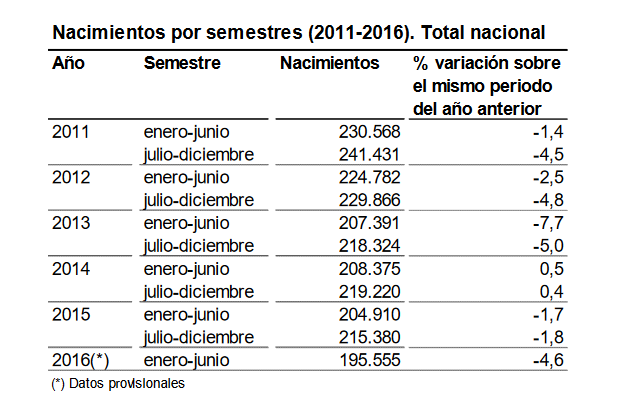 Nacimientos por semestres (2011-2016). Total nacional
Año Semestre Nacimientos % variación sobre
el mismo periodo
del año anterior
2011 enero-junio 230.568 -1,4
julio-diciembre 241.431 -4,5
2012 enero-junio 224.782 -2,5
julio-diciembre 229.866 -4,8
2013 enero-junio 207.391 -7,7
julio-diciembre 218.324 -5,0
2014 enero-junio 208.375 0,5
julio-diciembre 219.220 0,4
2015 enero-junio 204.910 -1,7
julio-diciembre 215.380 -1,8
2016(*) enero-junio 195.555 -4,6
(*) Datos provisionales